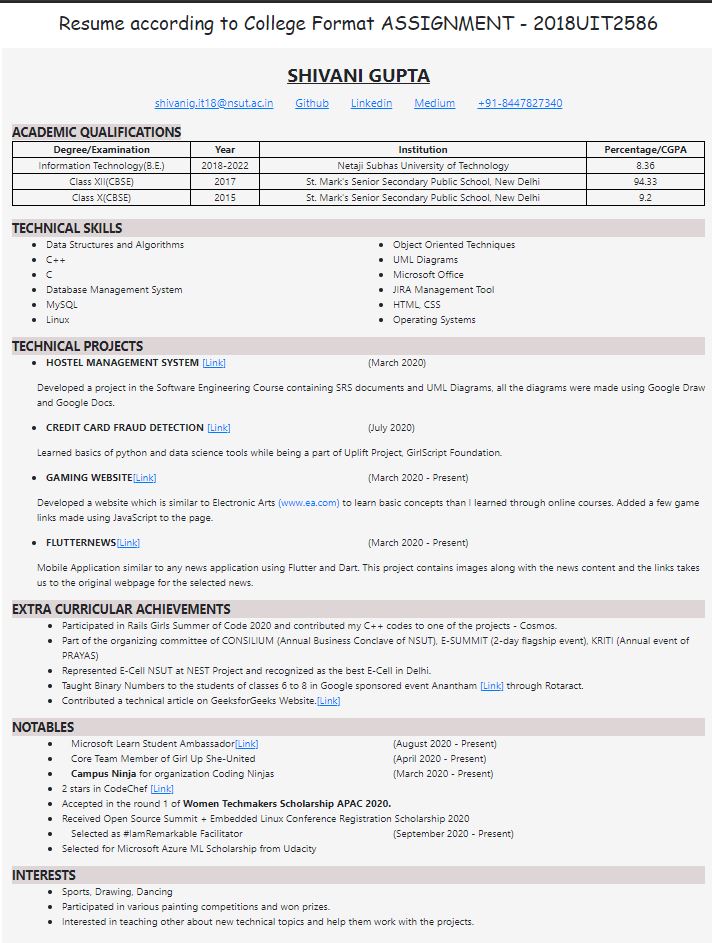 Resume according to College Format ASSIGNMENT - 2018UIT2586
SHIVANI GUPTA
shivanig.it18@nsut.ac.in Github Linkedin Medium +91-8447827340
ACADEMIC QUALIFICATIONS
Degree/Examination Year Institution Percentage/CGPA
Information Technology(B.E.) 2018-2022 Netaji Subhas University of Technology 8.36
Class XII(CBSE) 2017 St. Mark's Senior Secondary Public School, New Delhi 94.33
Class X(CBSE) 2015 St. Mark's Senior Secondary Public School, New Delhi 9.2
TECHNICAL SKILLS
• Data Structures and Algorithms
• C++
• C
• Database Management System
• MySQL
• Linux
• Object Oriented Techniques
• UML Diagrams
• Microsoft Office
• JIRA Management Tool
• HTML, CSS
• Operating Systems
TECHNICAL PROJECTS
• HOSTEL MANAGEMENT SYSTEM [Link] (March 2020)
Developed a project in the Software Engineering Course containing SRS documents and UML Diagrams, all the diagrams were made using Google Draw
and Google Docs.
• CREDIT CARD FRAUD DETECTION [Link] (July 2020)
Learned basics of python and data science tools while being a part of Uplift Project, GirlScript Foundation.
• GAMING WEBSITE[Link] (March 2020 - Present)
Developed a website which is similar to Electronic Arts (www.ea.com) to learn basic concepts than I learned through online courses. Added a few game
links made using JavaScript to the page.
• FLUTTERNEWS[Link] (March 2020 - Present)
Mobile Application similar to any news application using Flutter and Dart. This project contains images along with the news content and the links takes
us to the original webpage for the selected news.
EXTRA CURRICULAR ACHIEVEMENTS
• Participated in Rails Girls Summer of Code 2020 and contributed my C++ codes to one of the projects - Cosmos.
• Part of the organizing committee of CONSILIUM (Annual Business Conclave of NSUT), E-SUMMIT (2-day flagship event), KRITI (Annual event of
PRAYAS)
• Represented E-Cell NSUT at NEST Project and recognized as the best E-Cell in Delhi.
• Taught Binary Numbers to the students of classes 6 to 8 in Google sponsored event Anantham [Link] through Rotaract.
• Contributed a technical article on GeeksforGeeks Website.[Link]
NOTABLES
• Microsoft Learn Student Ambassador[Link] (August 2020 - Present)
• Core Team Member of Girl Up She-United (April 2020 - Present)
• Campus Ninja for organization Coding Ninjas (March 2020 - Present)
• 2 stars in CodeChef [Link]
• Accepted in the round 1 of Women Techmakers Scholarship APAC 2020.
• Received Open Source Summit + Embedded Linux Conference Registration Scholarship 2020
• Selected as #IamRemarkable Facilitator (September 2020 - Present)
• Selected for Microsoft Azure ML Scholarship from Udacity
INTERESTS
• Sports, Drawing, Dancing
• Participated in various painting competitions and won prizes.
• Interested in teaching other about new technical topics and help them work with the projects.